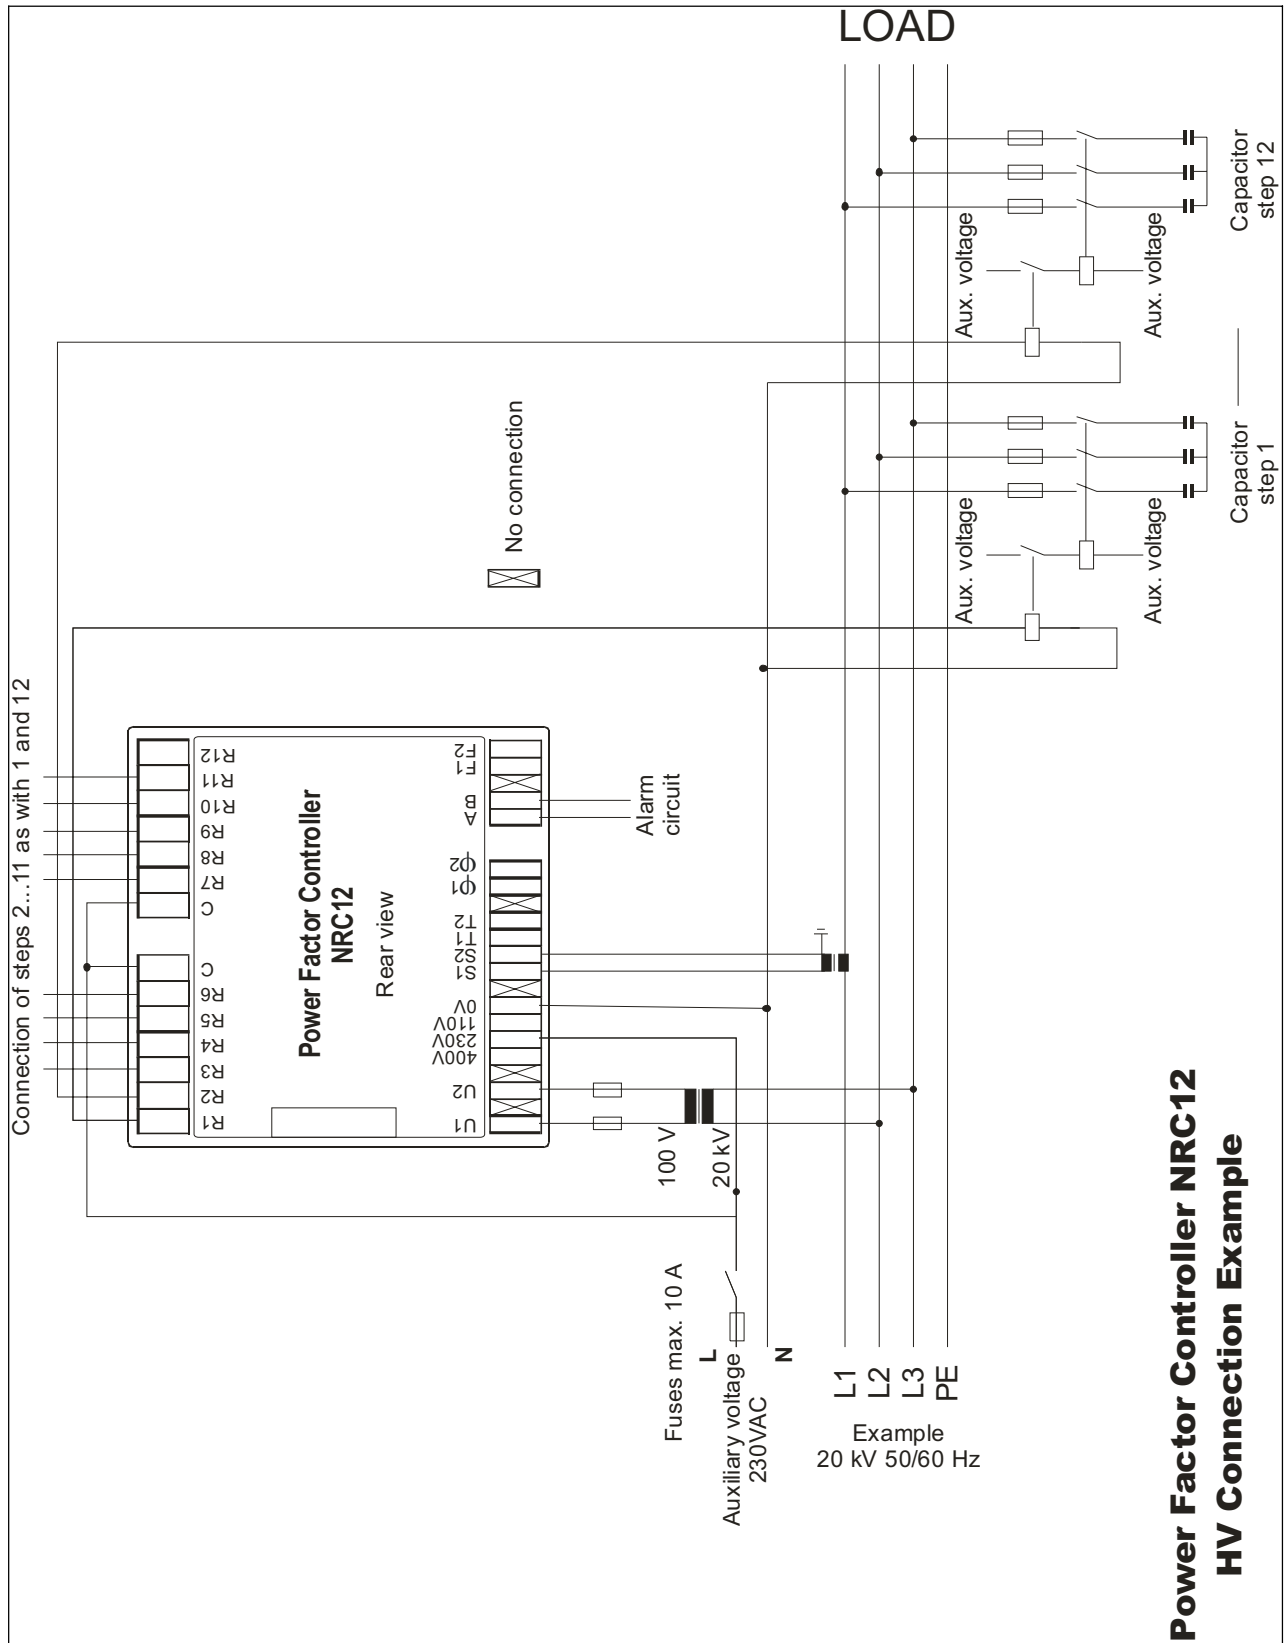 LOAD
Connection of steps 2...11 as with 1 and 12
R1
R2
R3
R4
R5
R6
C
C
R7
R8
R9
R10
R11
R12
Power Factor Controller
NRC12
Rear view
U1
U2
400V
230V
110V
0V
S1
S2
T1
T2
φ1
φ2
A
B
F1
F2
Alarm
circuit
No connection
100 V
20 kV
Fuses max. 10 A
L
Auxiliary voltage
230VAC
N
L1
L2
L3
PE
Example
20 kV 50/60 Hz
Aux. voltage
Aux. voltage
Capacitor
step 1
Aux. voltage
Aux. voltage
Capacitor
step 12
Power Factor Controller NRC12
HV Connection Example